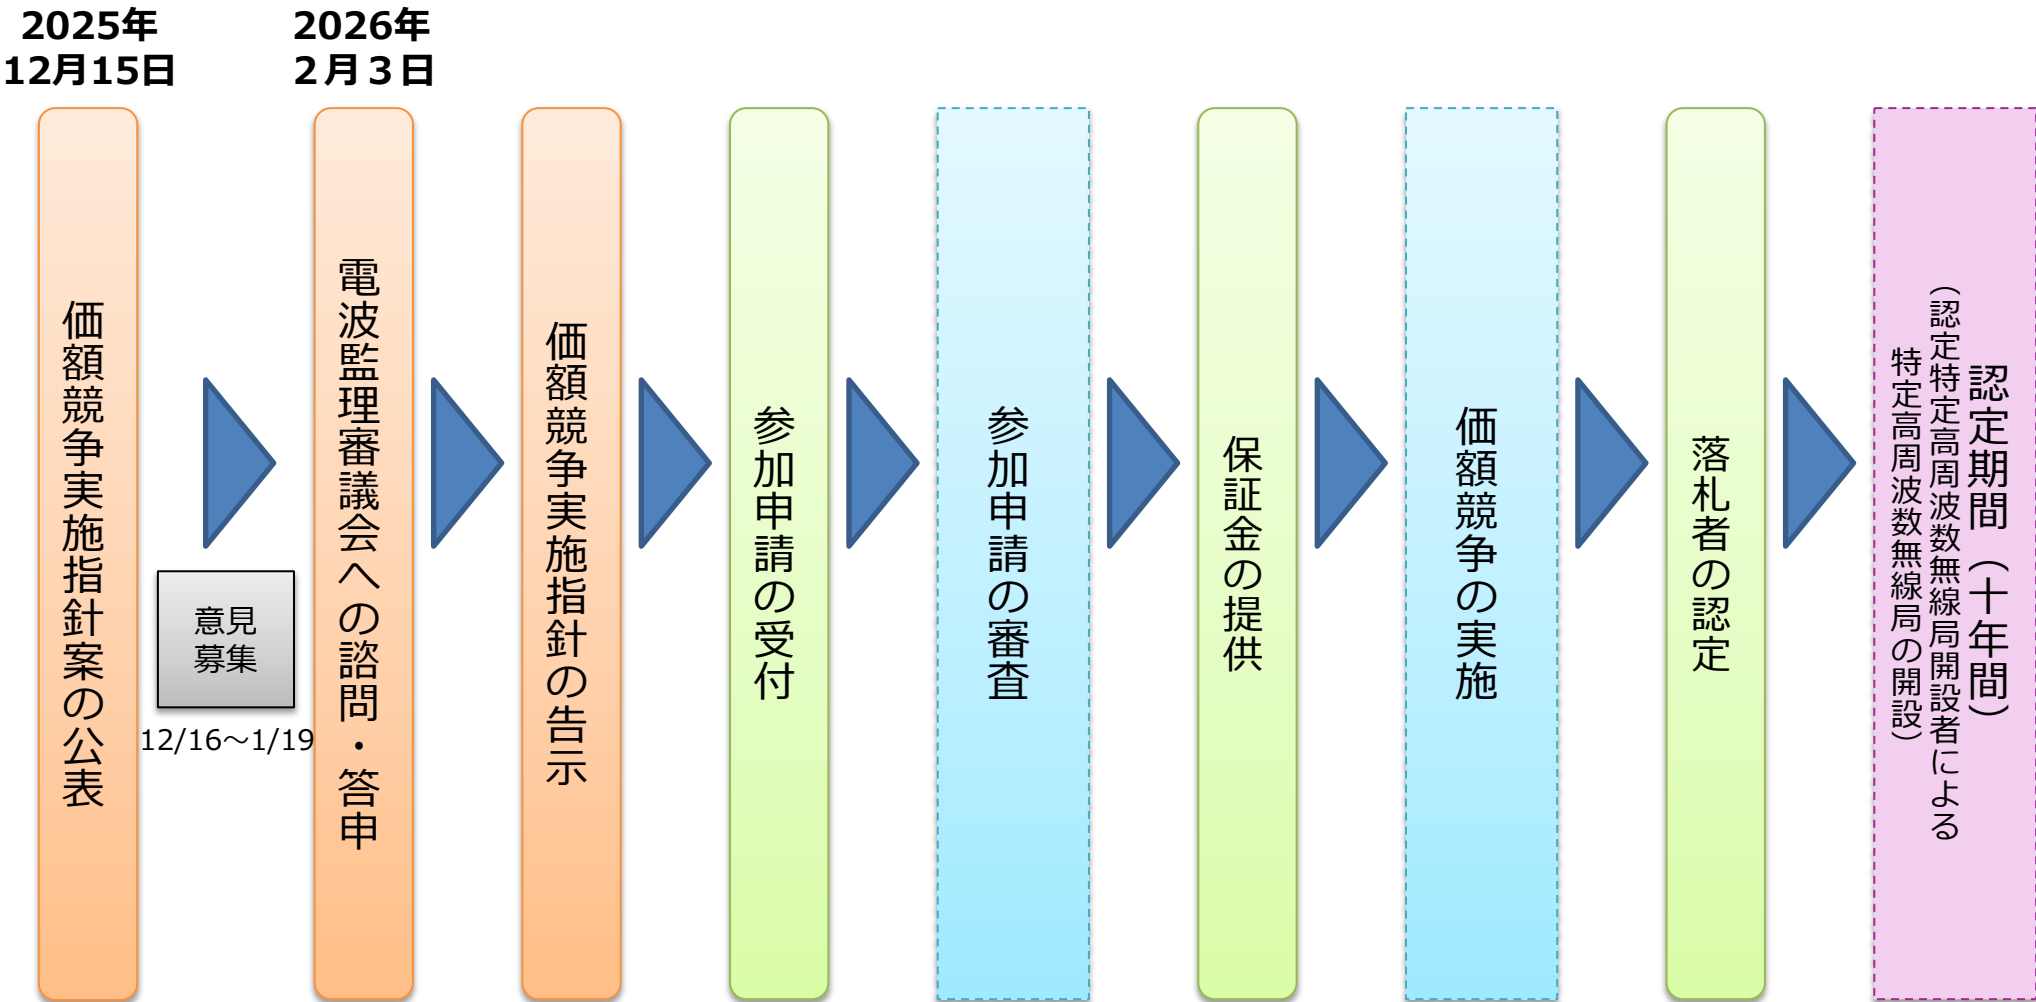 2025年
12月15日
2026年
２月３日
価額競争実施指針案の公表
意見
募集
12/16～1/19
電波監理審議会への諮問・答申
価額競争実施指針の告示
参加申請の受付
参加申請の審査
保証金の提供
価額競争の実施
落札者の認定
認定期間（十年間）
（認定特定高周波数無線局開設者による
特定高周波数無線局の開設）